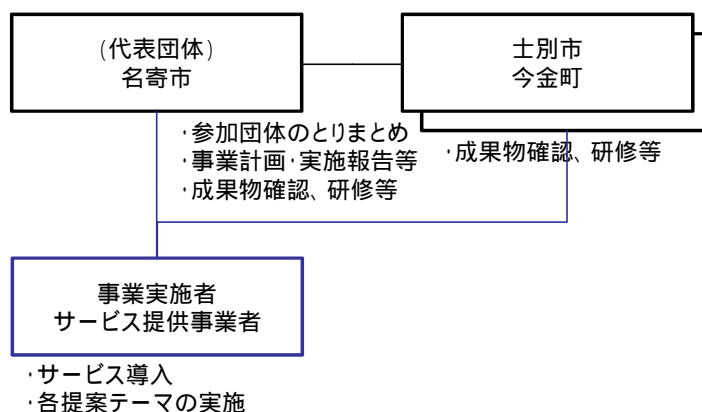 (代表団体)
名寄市
士別市
今金町
・参加団体のとりまとめ
・事業計画・実施報告等
・成果物確認、研修等
・成果物確認、研修等
事業実施者
サービス提供事業者
・サービス導入
・各提案テーマの実施